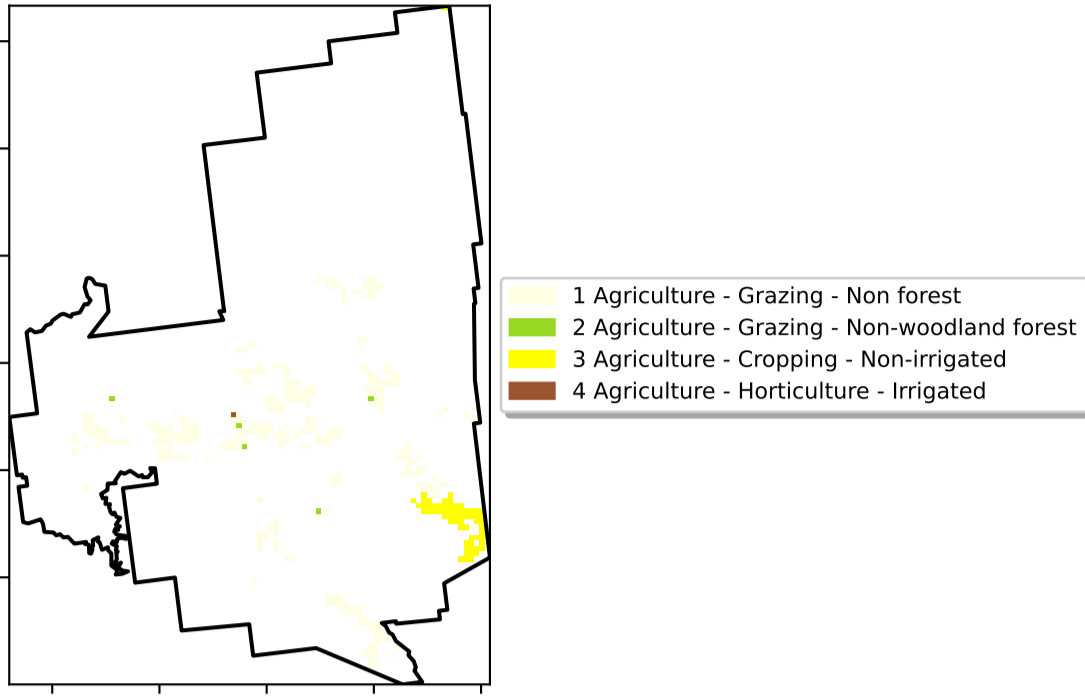 1 Agriculture - Grazing - Non forest
2 Agriculture - Grazing - Non-woodland forest
3 Agriculture - Cropping - Non-irrigated
4 Agriculture - Horticulture - Irrigated